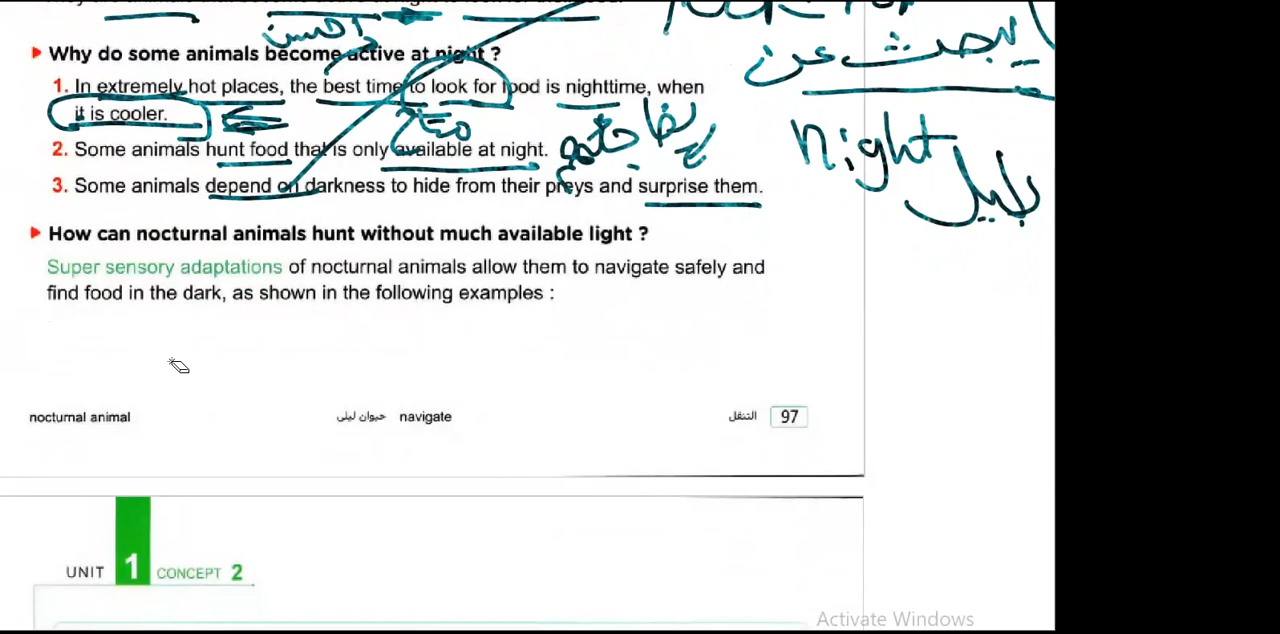 يبحث عن
احسن
▶ Why do some animals become active at night ?
1. In extremely hot places, the best time to look for food is nighttime, when
it is cooler.
متاح
night
بليل
2. Some animals hunt food that is only available at night.
3. Some animals depend on darkness to hide from their preys and surprise them.
▶ How can nocturnal animals hunt without much available light ?
Super sensory adaptations of nocturnal animals allow them to navigate safely and
find food in the dark, as shown in the following examples :
nocturnal animal حيوان ليلى navigate التنقل 97
UNIT 1 CONCEPT 2
Activate Windows